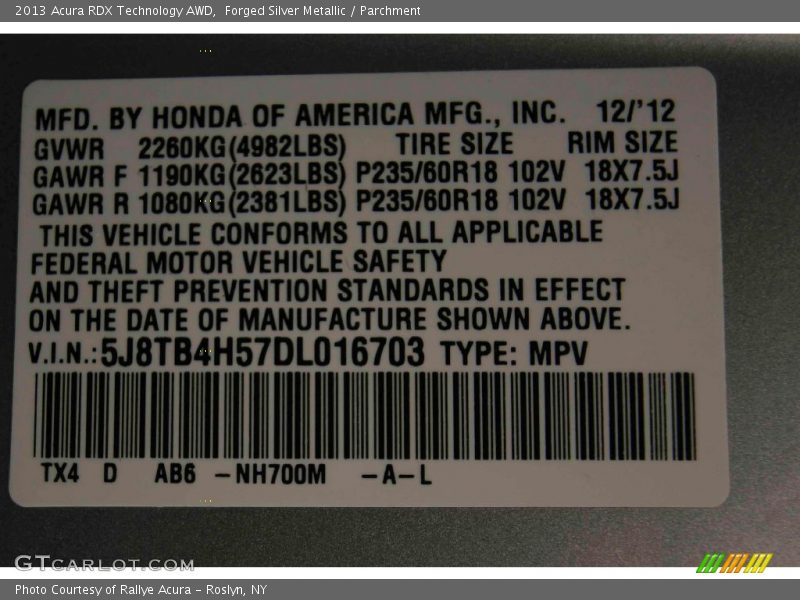 2013 Acura RDX Technology AWD,  Forged Silver Metallic / Parchment
MFD. BY HONDA OF AMERICA MFG., INC. 12/'12
GVWR 2260KG(4982LBS) TIRE SIZE RIM SIZE
GAWR F 1190KG(2623LBS) P235/60R18 102V 18X7.5J
GAWR R 1080KG(2381LBS) P235/60R18 102V 18X7.5J
THIS VEHICLE CONFORMS TO ALL APPLICABLE
FEDERAL MOTOR VEHICLE SAFETY
AND THEFT PREVENTION STANDARDS IN EFFECT
ON THE DATE OF MANUFACTURE SHOWN ABOVE.
V.I.N.:5J8TB4H57DL016703 TYPE: MPV
TX4 D AB6 -NH700M -A-L
GTCARLOT.COM
Photo Courtesy of Rallye Acura - Roslyn, NY